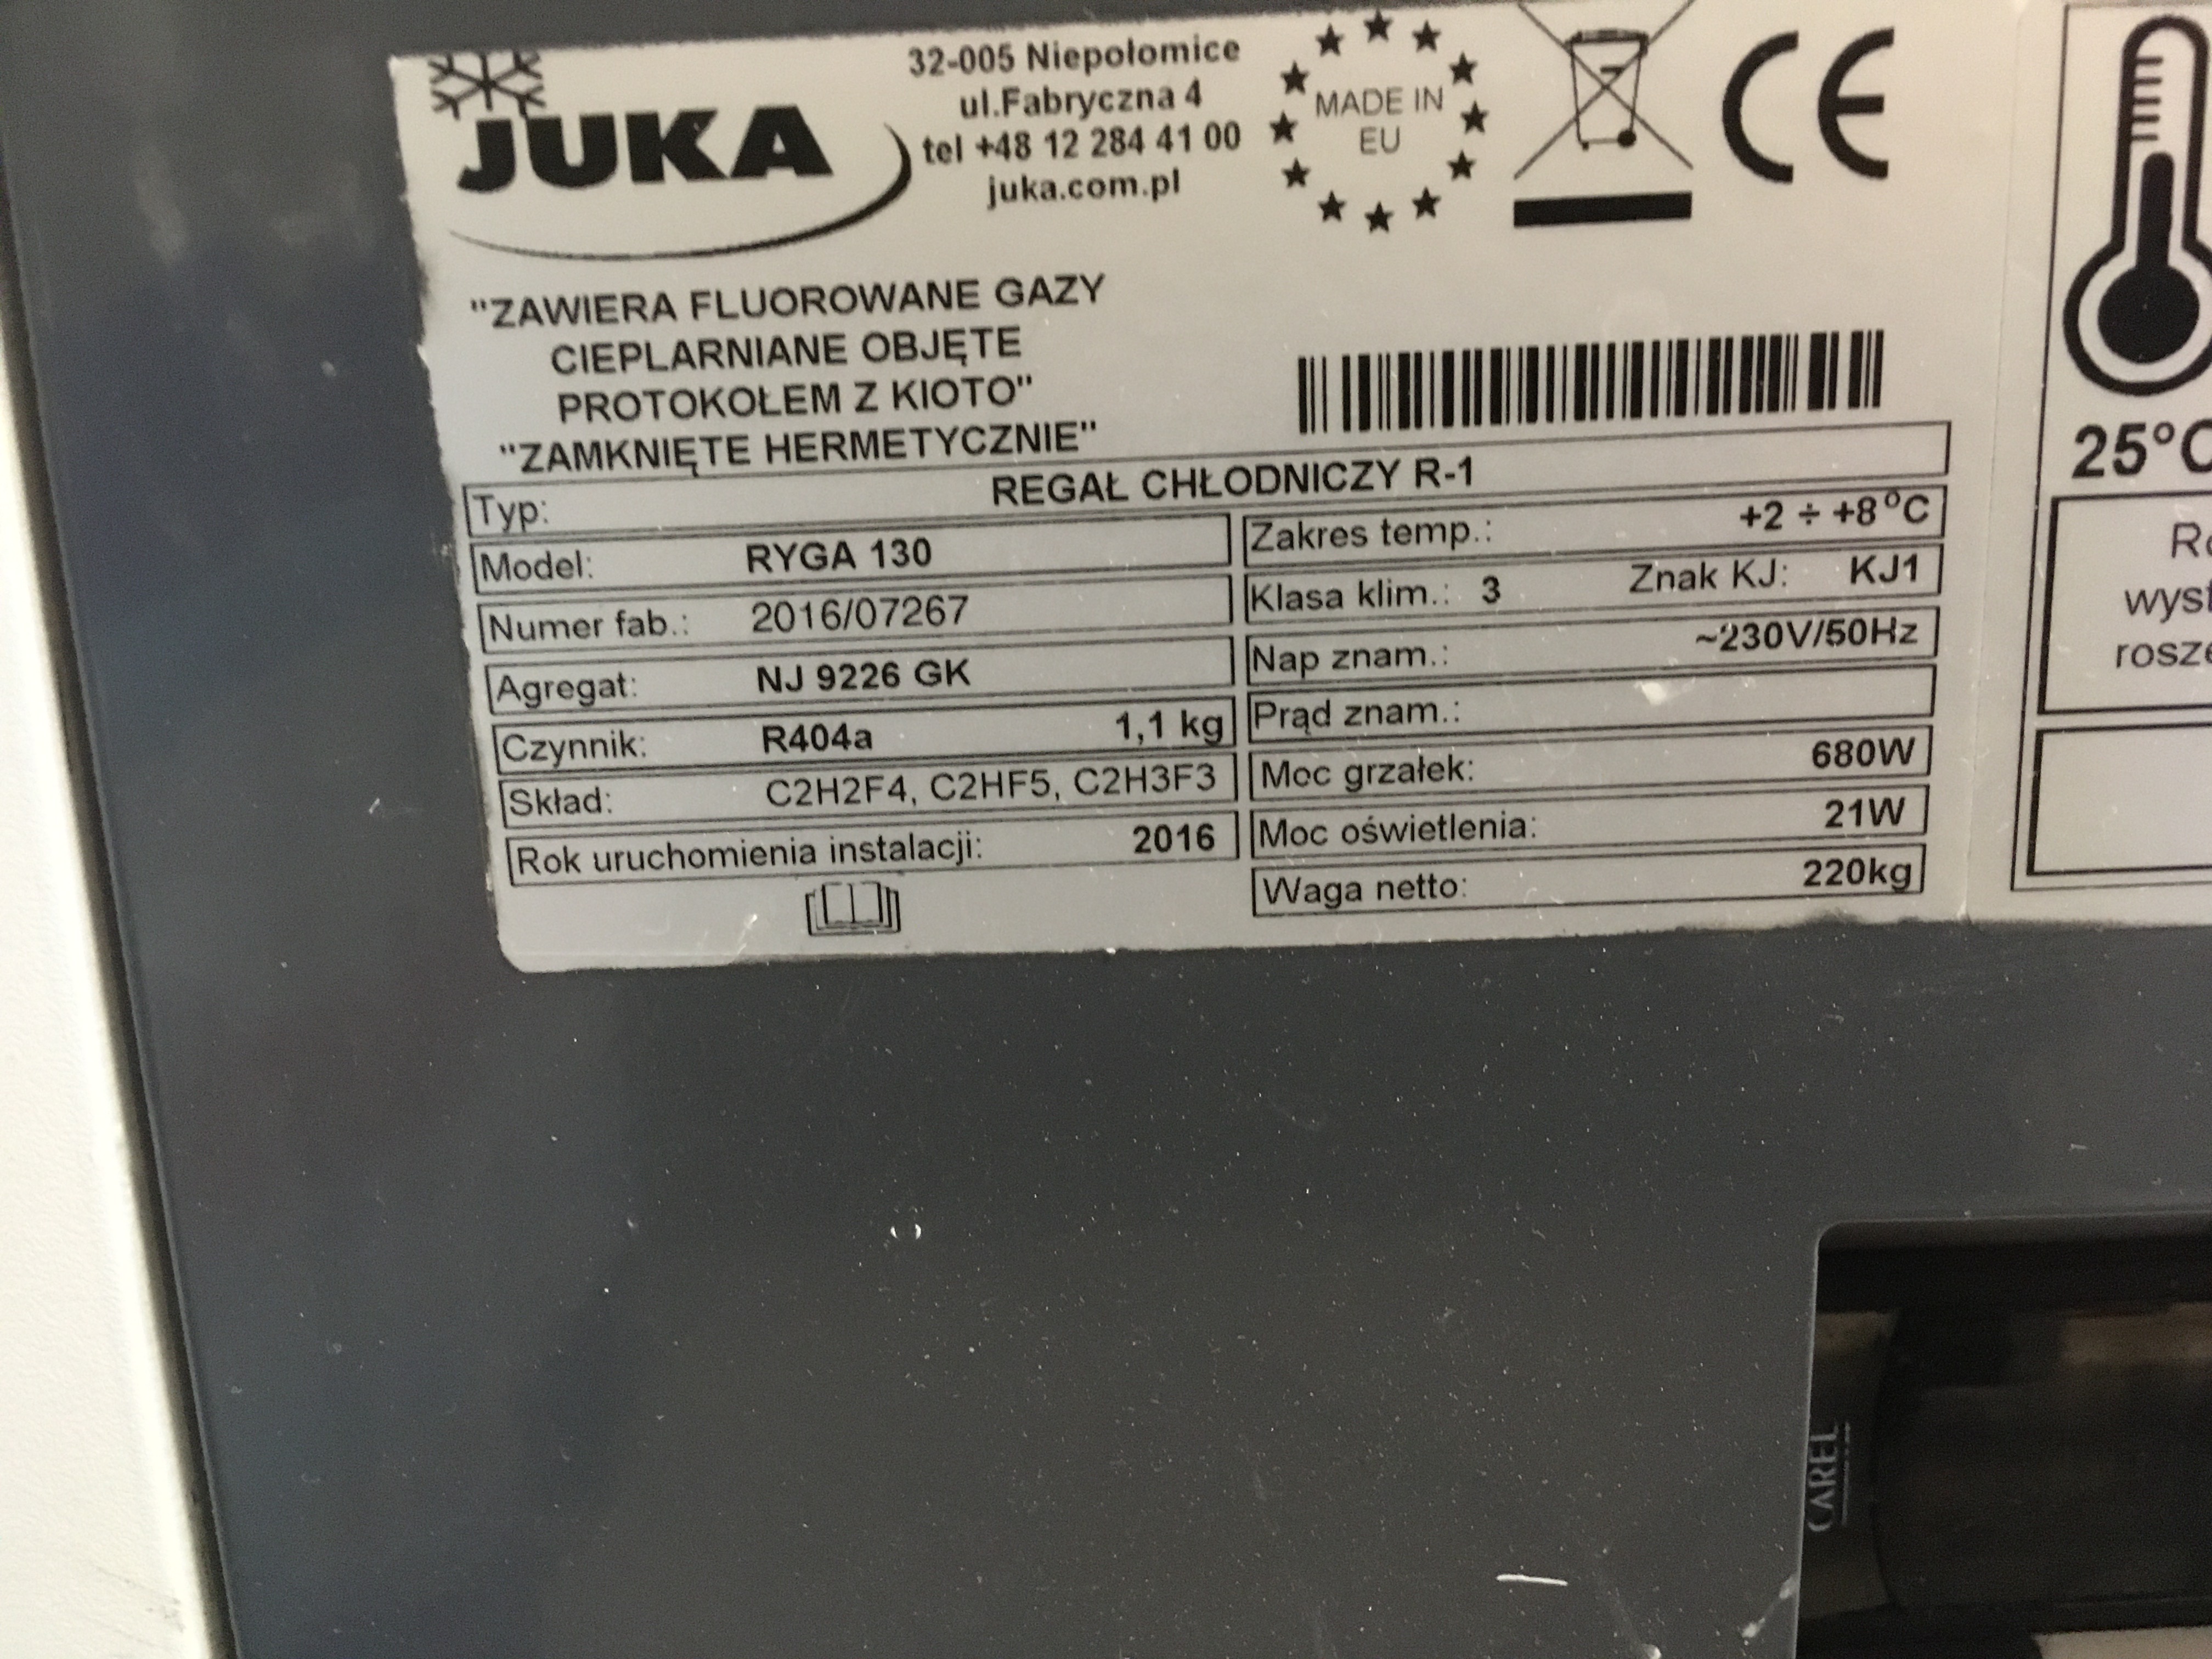 JUKA
32-005 Niepołomice
ul.Fabryczna 4
tel +48 12 284 41 00
juka.com.pl
MADE IN
EU
CE
"ZAWIERA FLUOROWANE GAZY
CIEPLARNIANE OBJĘTE
PROTOKOŁEM Z KIOTO"
"ZAMKNIĘTE HERMETYCZNIE"
Typ: REGAŁ CHŁODNICZY R-1
Model: RYGA 130
Numer fab.: 2016/07267
Agregat: NJ 9226 GK
Czynnik: R404a 1,1 kg
Skład: C2H2F4, C2HF5, C2H3F3
Rok uruchomienia instalacji: 2016
Zakres temp.: +2 ÷ +8°C
Klasa klim.: 3 Znak KJ: KJ1
Nap znam.: ~230V/50Hz
Prąd znam.:
Moc grzałek: 680W
Moc oświetlenia: 21W
Waga netto: 220kg
25°C
CAREL